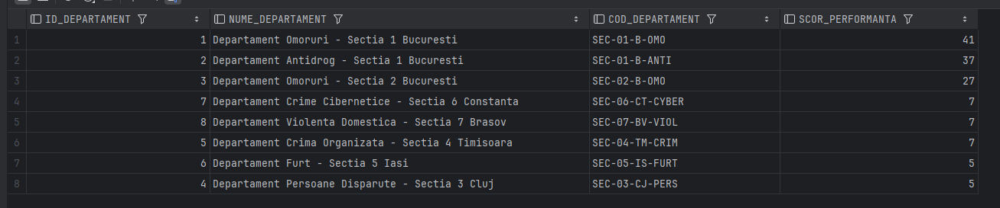 ID_DEPARTAMENT NUME_DEPARTAMENT COD_DEPARTAMENT SCOR_PERFORMANTA
1 1 Departament Omoruri - Sectia 1 Bucuresti SEC-01-B-OMO 41
2 2 Departament Antidrog - Sectia 1 Bucuresti SEC-01-B-ANTI 37
3 3 Departament Omoruri - Sectia 2 Bucuresti SEC-02-B-OMO 27
4 7 Departament Crime Cibernetice - Sectia 6 Constanta SEC-06-CT-CYBER 7
5 8 Departament Violenta Domestica - Sectia 7 Brasov SEC-07-BV-VIOL 7
6 5 Departament Crima Organizata - Sectia 4 Timisoara SEC-04-TM-CRIM 7
7 6 Departament Furt - Sectia 5 Iasi SEC-05-IS-FURT 5
8 4 Departament Persoane Disparute - Sectia 3 Cluj SEC-03-CJ-PERS 5